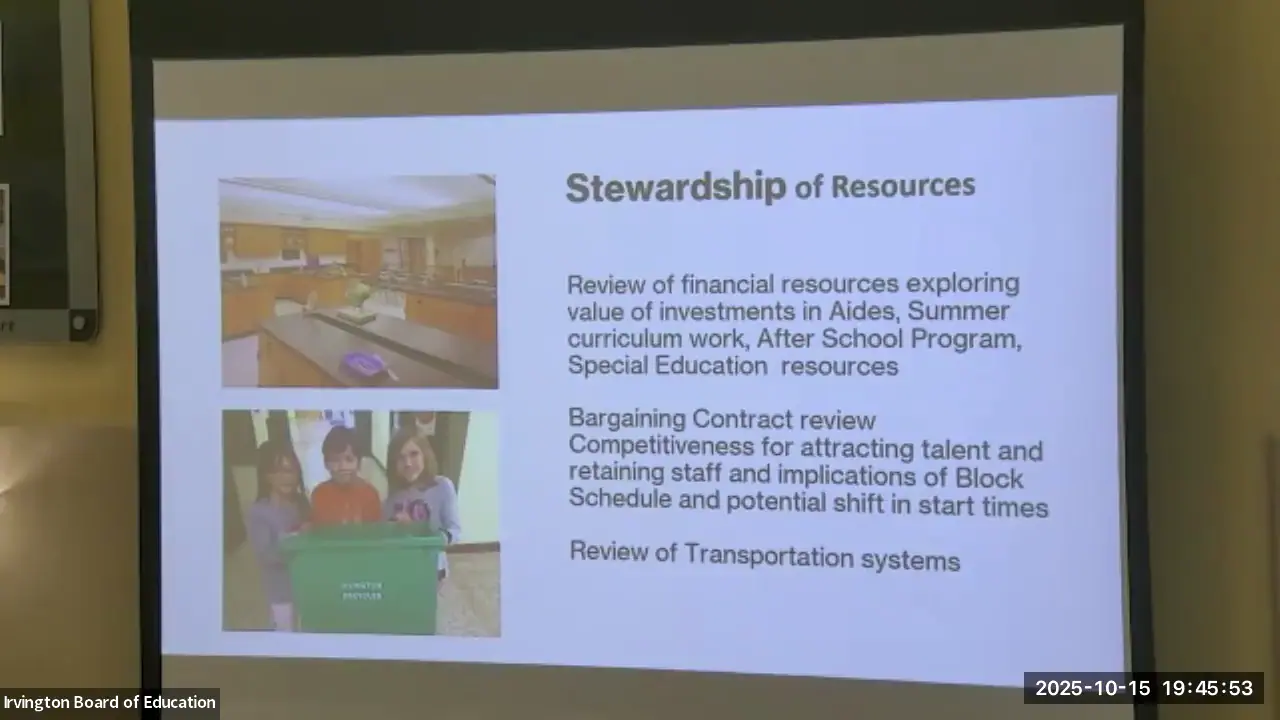 Stewardship of Resources
Review of financial resources exploring
value of investments in Aides, Summer
curriculum work, After School Program,
Special Education resources
Bargaining Contract review
Competitiveness for attracting talent and
retaining staff and implications of Block
Schedule and potential shift in start times
Review of Transportation systems
Irvington Board of Education
2025-10-15 19:45:53